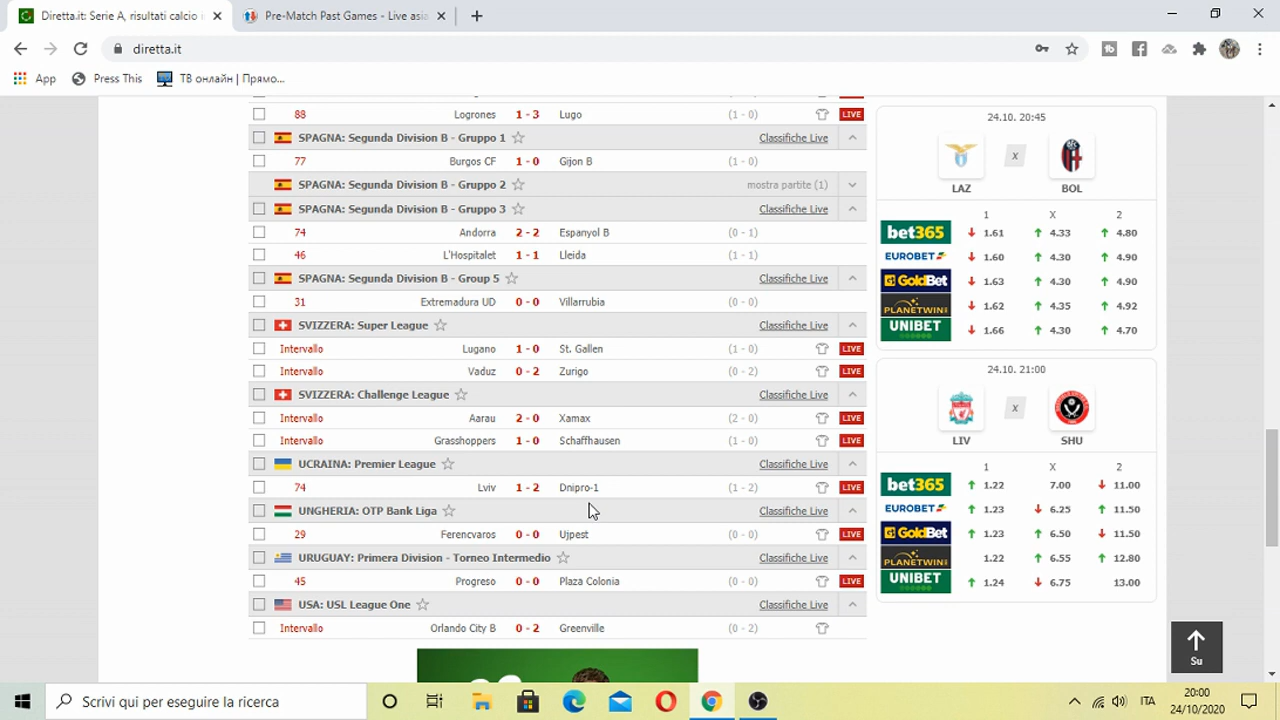 Diretta.it: Serie A, risultati calcio
Pre-Match Past Games - Live asia
diretta.it
App Press This ТВ онлайн | Прямо...
88 Logrones 1 - 3 Lugo (1 - 0) LIVE
SPAGNA: Segunda Division B - Gruppo 1 Classifiche Live
77 Burgos CF 1 - 0 Gijon B (1 - 0)
SPAGNA: Segunda Division B - Gruppo 2 mostra partite (1)
SPAGNA: Segunda Division B - Gruppo 3 Classifiche Live
74 Andorra 2 - 2 Espanyol B (0 - 1)
46 L'Hospitalet 1 - 1 Lleida (1 - 1)
SPAGNA: Segunda Division B - Group 5 Classifiche Live
31 Extremadura UD 0 - 0 Villarrubia (0 - 0)
SVIZZERA: Super League Classifiche Live
Intervallo Lugano 1 - 0 St. Gallen (1 - 0) LIVE
Intervallo Vaduz 0 - 2 Zurigo (0 - 2) LIVE
SVIZZERA: Challenge League Classifiche Live
Intervallo Aarau 2 - 0 Xamax (2 - 0) LIVE
Intervallo Grasshoppers 1 - 0 Schaffhausen (1 - 0) LIVE
UCRAINA: Premier League Classifiche Live
74 Lviv 1 - 2 Dnipro-1 (1 - 2) LIVE
UNGHERIA: OTP Bank Liga Classifiche Live
29 Ferencvaros 0 - 0 Ujpest (0 - 0) LIVE
URUGUAY: Primera Division - Torneo Intermedio Classifiche Live
45 Progreso 0 - 0 Plaza Colonia (0 - 0) LIVE
USA: USL League One Classifiche Live
Intervallo Orlando City B 0 - 2 Greenville (0 - 2)
24.10. 20:45
x
LAZ BOL
1 X 2
bet365 1.61 4.33 4.80
EUROBET 1.60 4.30 4.90
GoldBet 1.63 4.30 4.90
PLANETWIN 1.62 4.35 4.92
UNIBET 1.66 4.30 4.70
24.10. 21:00
x
LIV SHU
1 X 2
bet365 1.22 7.00 11.00
EUROBET 1.23 6.25 11.50
GoldBet 1.23 6.50 11.50
PLANETWIN 1.22 6.55 12.80
UNIBET 1.24 6.75 13.00
Su
Scrivi qui per eseguire la ricerca
ITA
20:00
24/10/2020